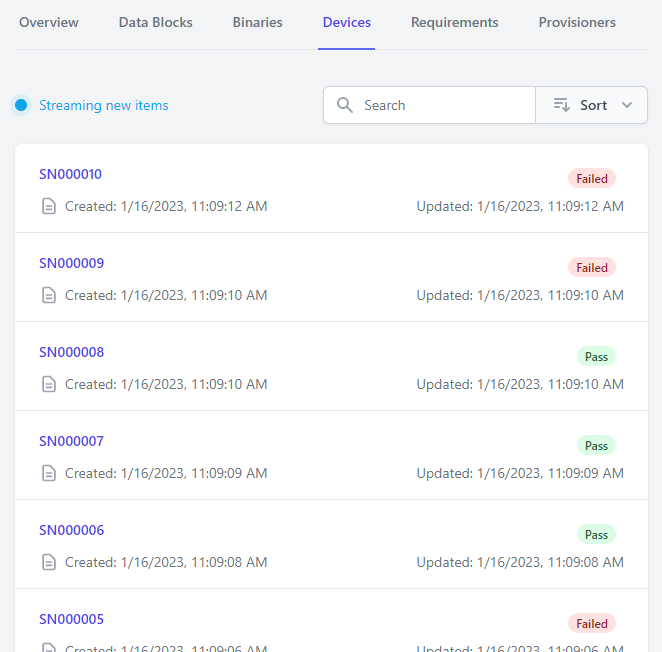 Overview Data Blocks Binaries Devices Requirements Provisioners
Streaming new items Search Sort
SN000010 Failed
Created: 1/16/2023, 11:09:12 AM Updated: 1/16/2023, 11:09:12 AM
SN000009 Failed
Created: 1/16/2023, 11:09:10 AM Updated: 1/16/2023, 11:09:10 AM
SN000008 Pass
Created: 1/16/2023, 11:09:10 AM Updated: 1/16/2023, 11:09:10 AM
SN000007 Pass
Created: 1/16/2023, 11:09:09 AM Updated: 1/16/2023, 11:09:09 AM
SN000006 Pass
Created: 1/16/2023, 11:09:08 AM Updated: 1/16/2023, 11:09:08 AM
SN000005 Failed
Created: 1/16/2023, 11:09:06 AM Updated: 1/16/2023, 11:09:06 AM